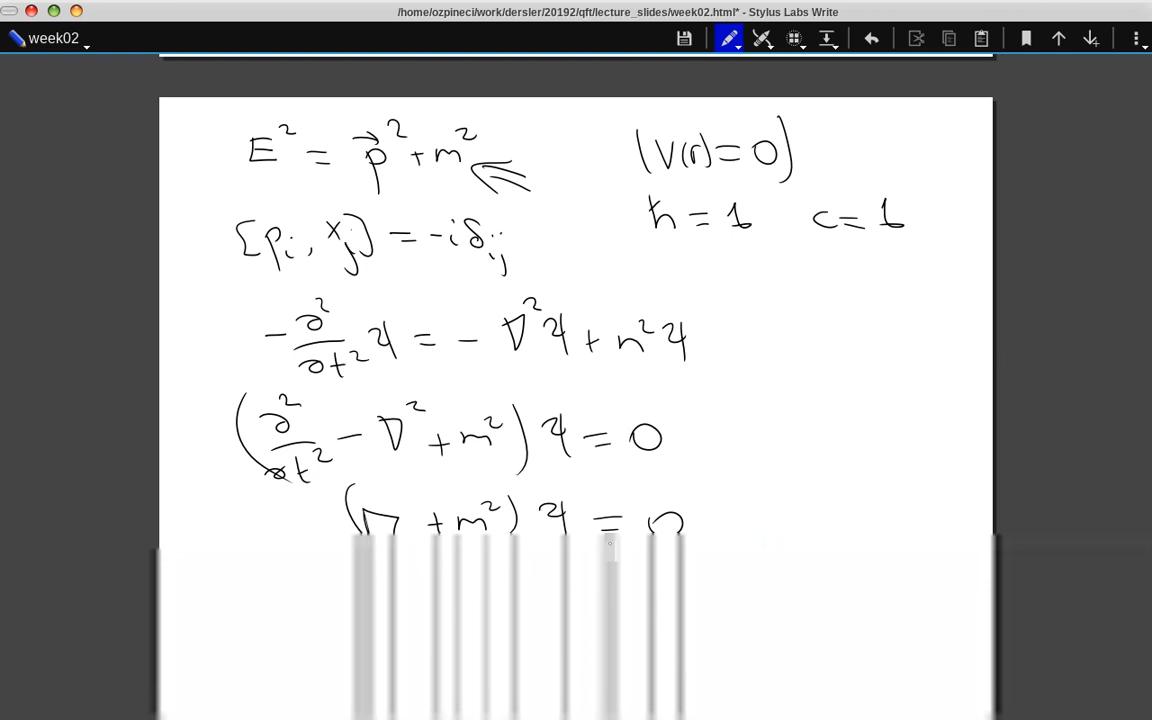 /home/ozpineci/work/dersler/20192/qft/lecture_slides/week02.html* - Stylus Labs Write
week02
E² = p⃗² + m² (V(r) = 0)
ħ = 1 c = 1
[pᵢ, xⱼ] = -iδᵢⱼ
-∂²/∂t² ψ = - ∇²ψ + m²ψ
(∂²/∂t² - ∇² + m²) ψ = 0
(□ + m²) ψ = 0